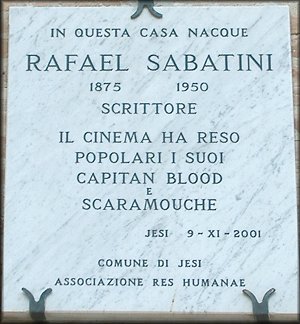 IN QUESTA CASA NACQUE
RAFAEL SABATINI
1875 1950
SCRITTORE
IL CINEMA HA RESO
POPOLARI I SUOI
CAPITAN BLOOD
E
SCARAMOUCHE
JESI 9-XI-2001
COMUNE DI JESI
ASSOCIAZIONE RES HUMANAE